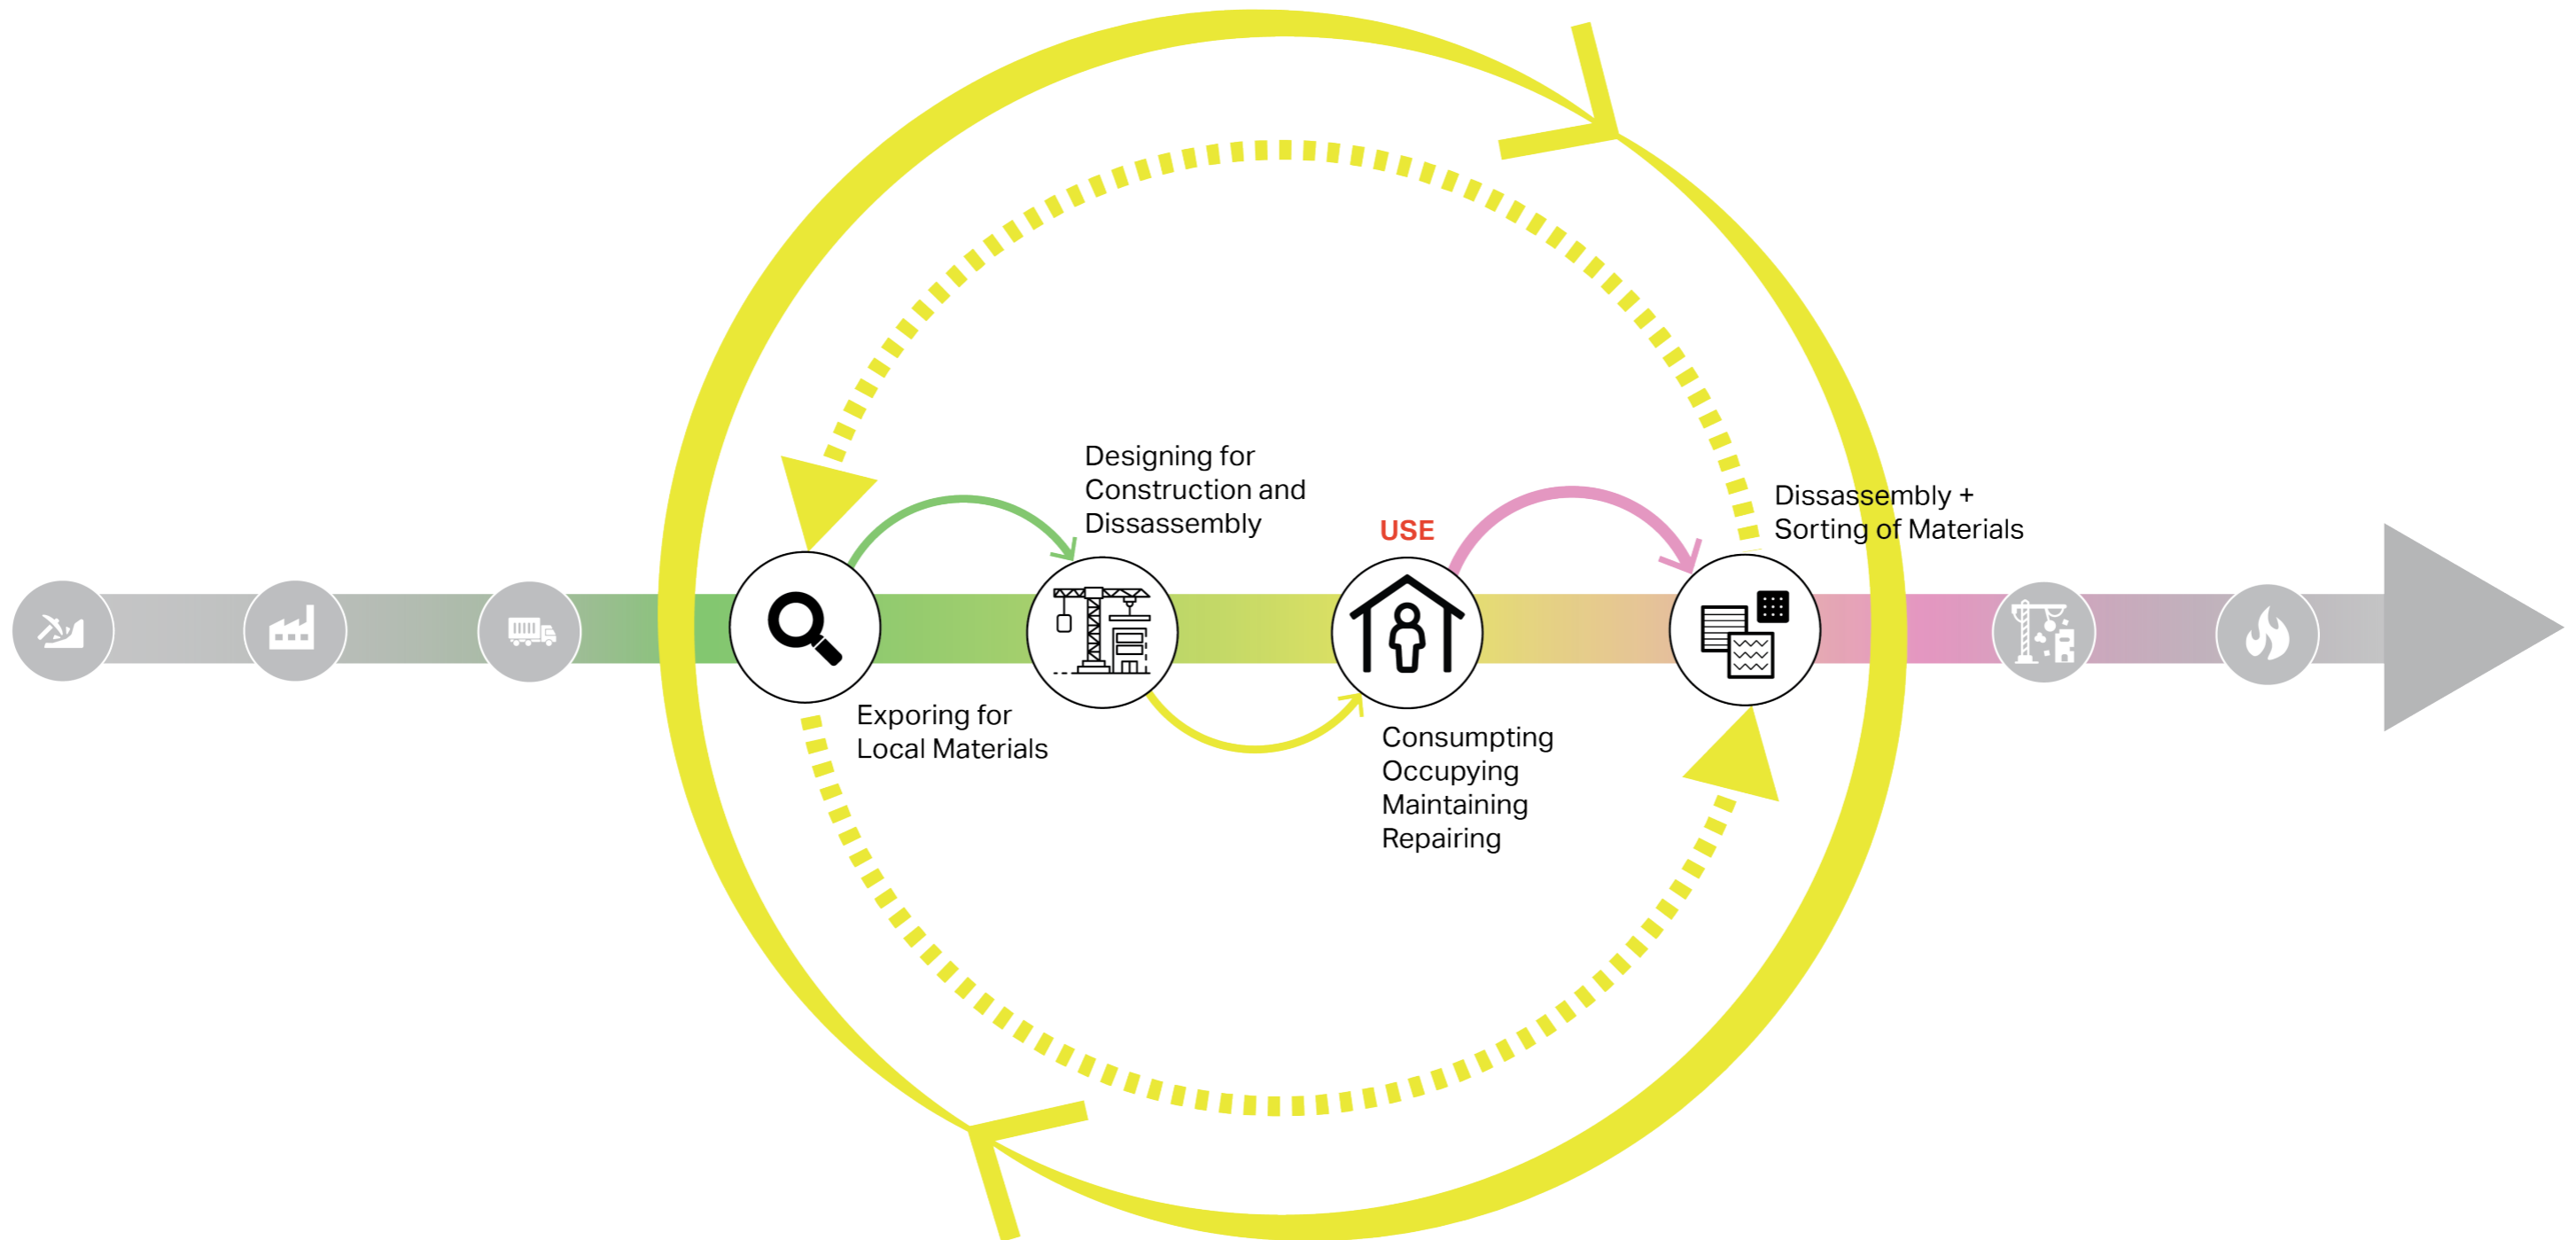 Designing for
Construction and
Dissassembly
USE
Dissassembly +
Sorting of Materials
Exporing for
Local Materials
Consumpting
Occupying
Maintaining
Repairing